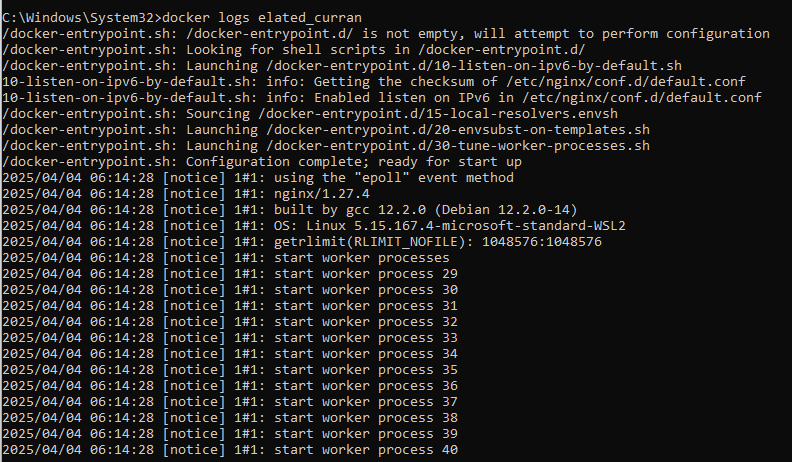 C:\Windows\System32>docker logs elated_curran
/docker-entrypoint.sh: /docker-entrypoint.d/ is not empty, will attempt to perform configuration
/docker-entrypoint.sh: Looking for shell scripts in /docker-entrypoint.d/
/docker-entrypoint.sh: Launching /docker-entrypoint.d/10-listen-on-ipv6-by-default.sh
10-listen-on-ipv6-by-default.sh: info: Getting the checksum of /etc/nginx/conf.d/default.conf
10-listen-on-ipv6-by-default.sh: info: Enabled listen on IPv6 in /etc/nginx/conf.d/default.conf
/docker-entrypoint.sh: Sourcing /docker-entrypoint.d/15-local-resolvers.envsh
/docker-entrypoint.sh: Launching /docker-entrypoint.d/20-envsubst-on-templates.sh
/docker-entrypoint.sh: Launching /docker-entrypoint.d/30-tune-worker-processes.sh
/docker-entrypoint.sh: Configuration complete; ready for start up
2025/04/04 06:14:28 [notice] 1#1: using the "epoll" event method
2025/04/04 06:14:28 [notice] 1#1: nginx/1.27.4
2025/04/04 06:14:28 [notice] 1#1: built by gcc 12.2.0 (Debian 12.2.0-14)
2025/04/04 06:14:28 [notice] 1#1: OS: Linux 5.15.167.4-microsoft-standard-WSL2
2025/04/04 06:14:28 [notice] 1#1: getrlimit(RLIMIT_NOFILE): 1048576:1048576
2025/04/04 06:14:28 [notice] 1#1: start worker processes
2025/04/04 06:14:28 [notice] 1#1: start worker process 29
2025/04/04 06:14:28 [notice] 1#1: start worker process 30
2025/04/04 06:14:28 [notice] 1#1: start worker process 31
2025/04/04 06:14:28 [notice] 1#1: start worker process 32
2025/04/04 06:14:28 [notice] 1#1: start worker process 33
2025/04/04 06:14:28 [notice] 1#1: start worker process 34
2025/04/04 06:14:28 [notice] 1#1: start worker process 35
2025/04/04 06:14:28 [notice] 1#1: start worker process 36
2025/04/04 06:14:28 [notice] 1#1: start worker process 37
2025/04/04 06:14:28 [notice] 1#1: start worker process 38
2025/04/04 06:14:28 [notice] 1#1: start worker process 39
2025/04/04 06:14:28 [notice] 1#1: start worker process 40